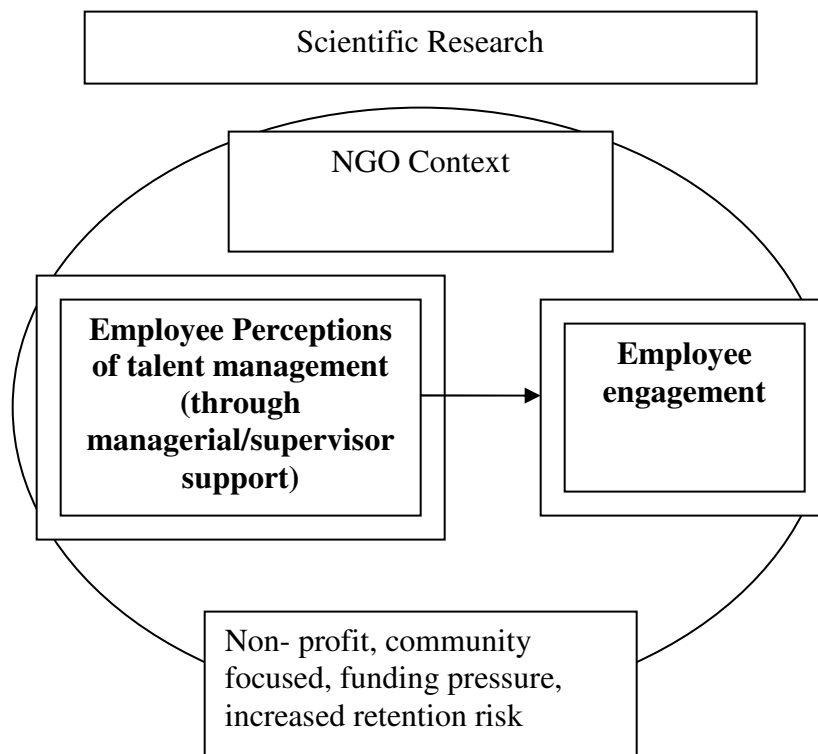 Scientific Research
NGO Context
Employee Perceptions
of talent management
(through
managerial/supervisor
support)
Employee
engagement
Non- profit, community
focused, funding pressure,
increased retention risk